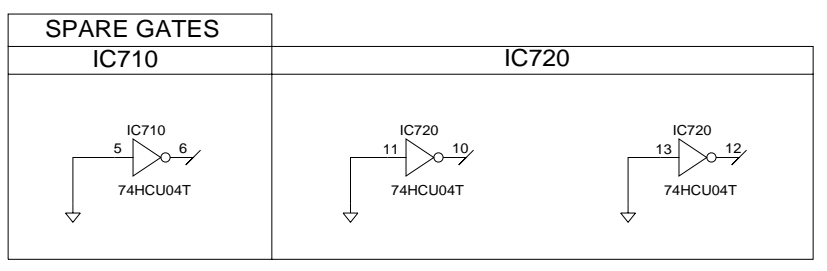 SPARE GATES
IC710 IC720
IC710 IC720 IC720
5 6 11 10 13 12
74HCU04T 74HCU04T 74HCU04T